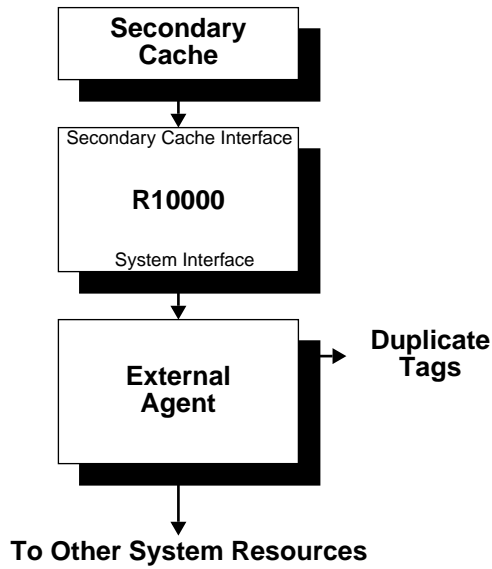 Secondary
Cache
Secondary Cache Interface
R10000
System Interface
External
Agent
Duplicate
Tags
To Other System Resources